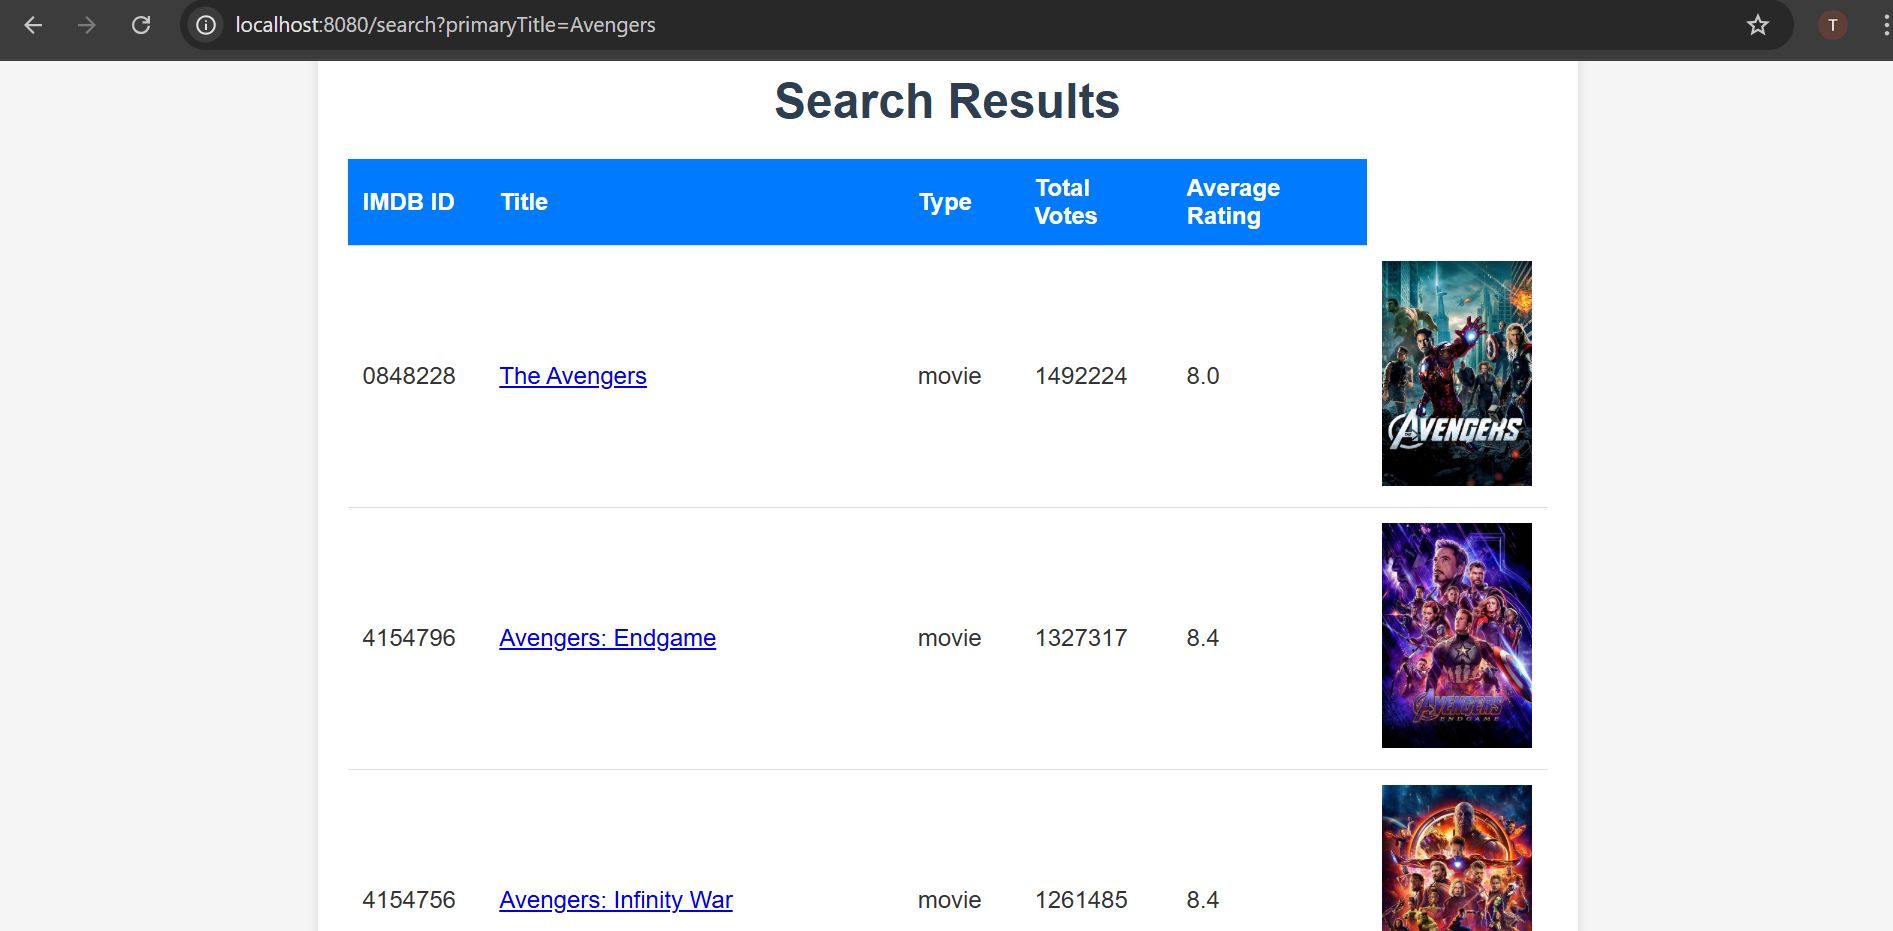 localhost:8080/search?primaryTitle=Avengers
T
Search Results
IMDB ID Title Type Total Votes Average Rating
0848228 The Avengers movie 1492224 8.0
AVENGERS
4154796 Avengers: Endgame movie 1327317 8.4
AVENGERS
ENDGAME
4154756 Avengers: Infinity War movie 1261485 8.4